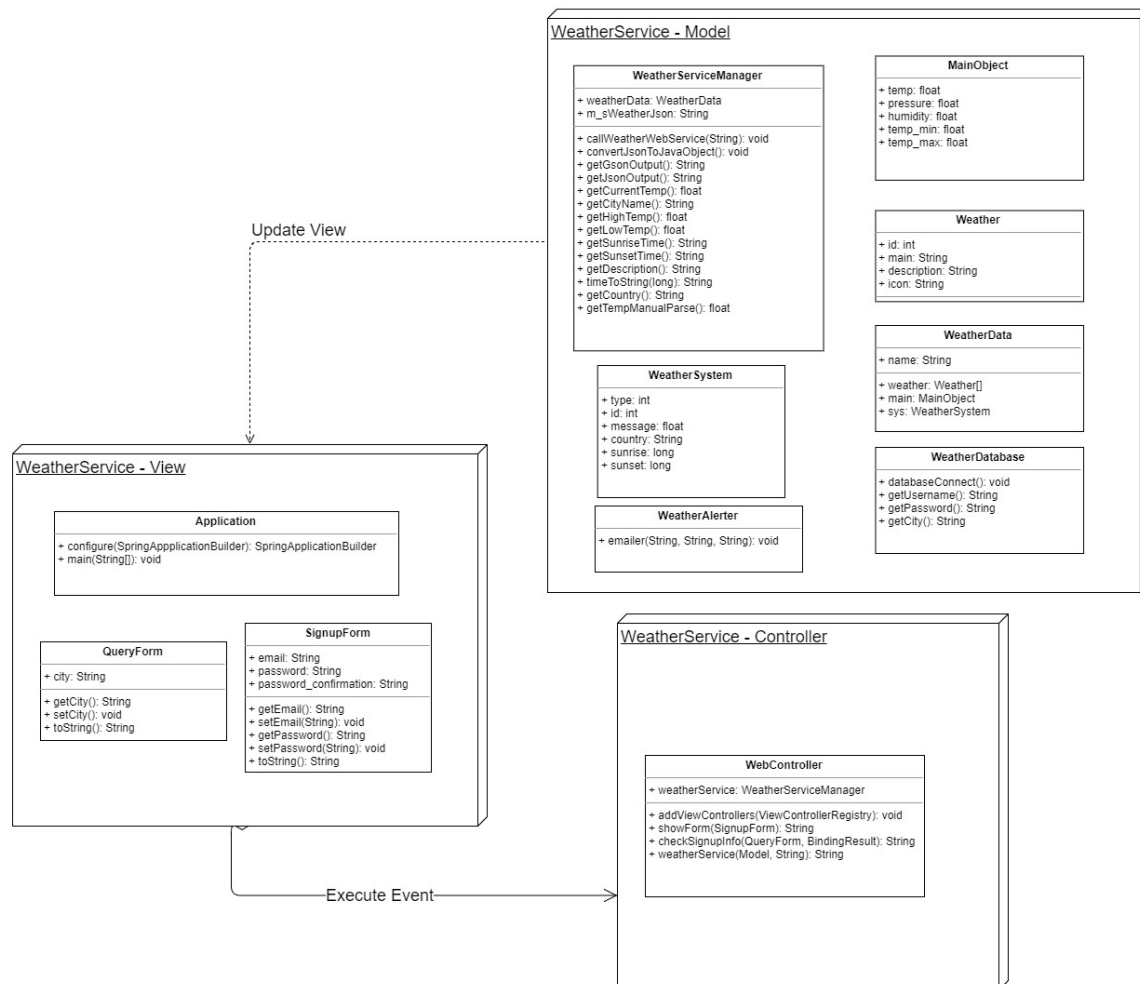 WeatherService - Model
WeatherServiceManager
+ weatherData: WeatherData
+ m_sWeatherJson: String
+ callWeatherWebService(String): void
+ convertJsonToJavaObject(): void
+ getGsonOutput(): String
+ getJsonOutput(): String
+ getCurrentTemp(): float
+ getCityName(): String
+ getHighTemp(): float
+ getLowTemp(): float
+ getSunriseTime(): String
+ getSunsetTime(): String
+ getDescription(): String
+ timeToString(long): String
+ getCountry(): String
+ getTempManualParse(): float
MainObject
+ temp: float
+ pressure: float
+ humidity: float
+ temp_min: float
+ temp_max: float
Weather
+ id: int
+ main: String
+ description: String
+ icon: String
WeatherData
+ name: String
+ weather: Weather[]
+ main: MainObject
+ sys: WeatherSystem
WeatherSystem
+ type: int
+ id: int
+ message: float
+ country: String
+ sunrise: long
+ sunset: long
WeatherDatabase
+ databaseConnect(): void
+ getUsername(): String
+ getPassword(): String
+ getCity(): String
WeatherAlerter
+ emailer(String, String, String): void
Update View
WeatherService - View
Application
+ configure(SpringAppplicationBuilder): SpringApplicationBuilder
+ main(String[]): void
QueryForm
+ city: String
+ getCity(): String
+ setCity(): void
+ toString(): String
SignupForm
+ email: String
+ password: String
+ password_confirmation: String
+ getEmail(): String
+ setEmail(String): void
+ getPassword(): String
+ setPassword(String): void
+ toString(): String
Execute Event
WeatherService - Controller
WebController
+ weatherService: WeatherServiceManager
+ addViewControllers(ViewControllerRegistry): void
+ showForm(SignupForm): String
+ checkSignupInfo(QueryForm, BindingResult): String
+ weatherService(Model, String): String